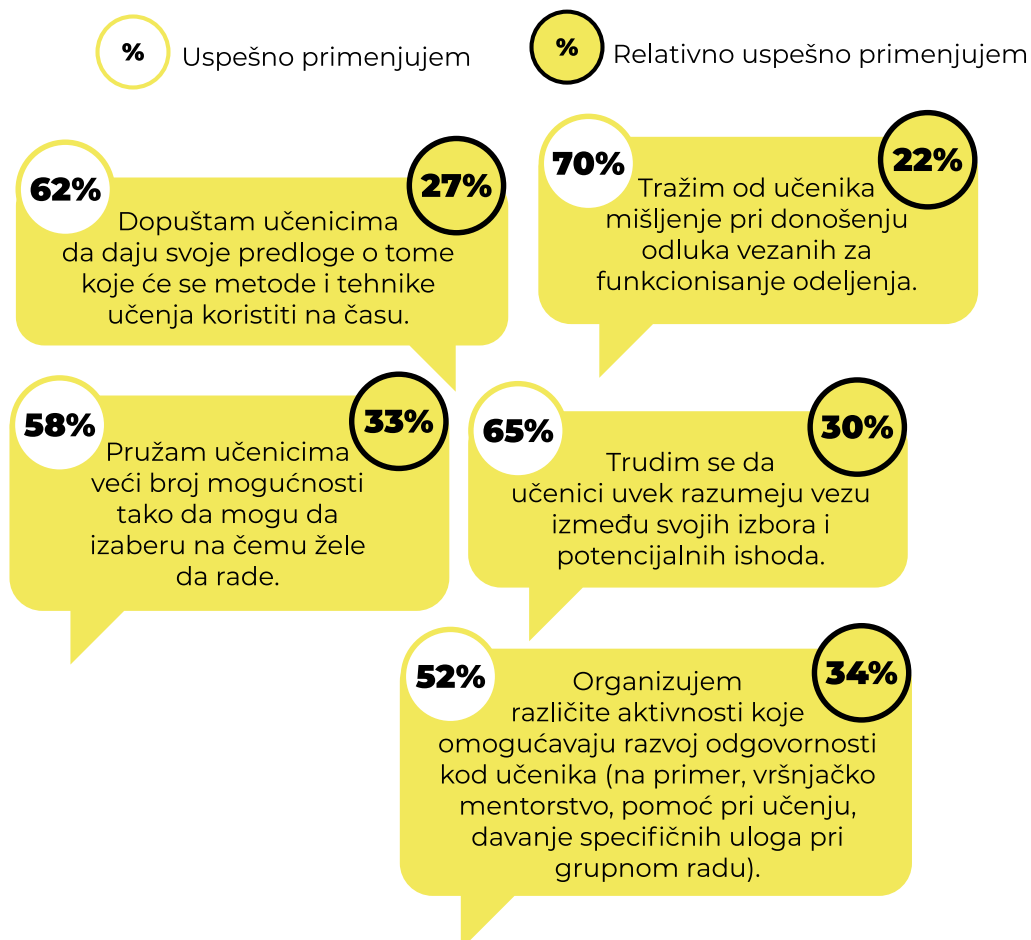 % Uspešno primenjujem
% Relativno uspešno primenjujem
62%
27%
Dopuštam učenicima
da daju svoje predloge o tome
koje će se metode i tehnike
učenja koristiti na času.
70%
22%
Tražim od učenika
mišljenje pri donošenju
odluka vezanih za
funkcionisanje odeljenja.
58%
33%
Pružam učenicima
veći broj mogućnosti
tako da mogu da
izaberu na čemu žele
da rade.
65%
30%
Trudim se da
učenici uvek razumeju vezu
između svojih izbora i
potencijalnih ishoda.
52%
34%
Organizujem
različite aktivnosti koje
omogućavaju razvoj odgovornosti
kod učenika (na primer, vršnjačko
mentorstvo, pomoć pri učenju,
davanje specifičnih uloga pri
grupnom radu).